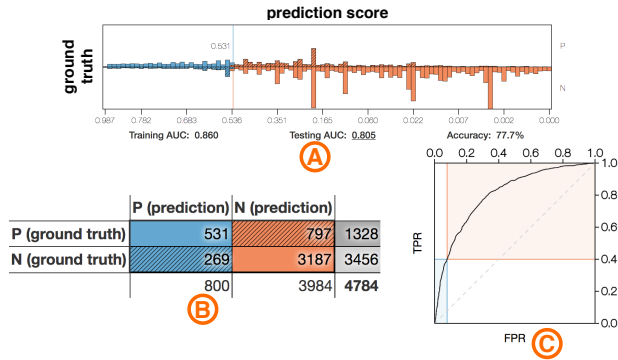 prediction score
ground truth
0.531
P
N
0.987 0.782 0.683 0.536 0.301 0.165 0.060 0.022 0.007 0.002 0.000
Training AUC: 0.860 Testing AUC: 0.805 Accuracy: 77.7%
A
P (prediction) N (prediction)
P (ground truth) 531 797 1328
N (ground truth) 269 3187 3456
800 3984 4784
B
0.0 0.2 0.4 0.6 0.8 1.0
1.0
0.8
0.6
0.4
0.2
0.0
TPR
FPR
C